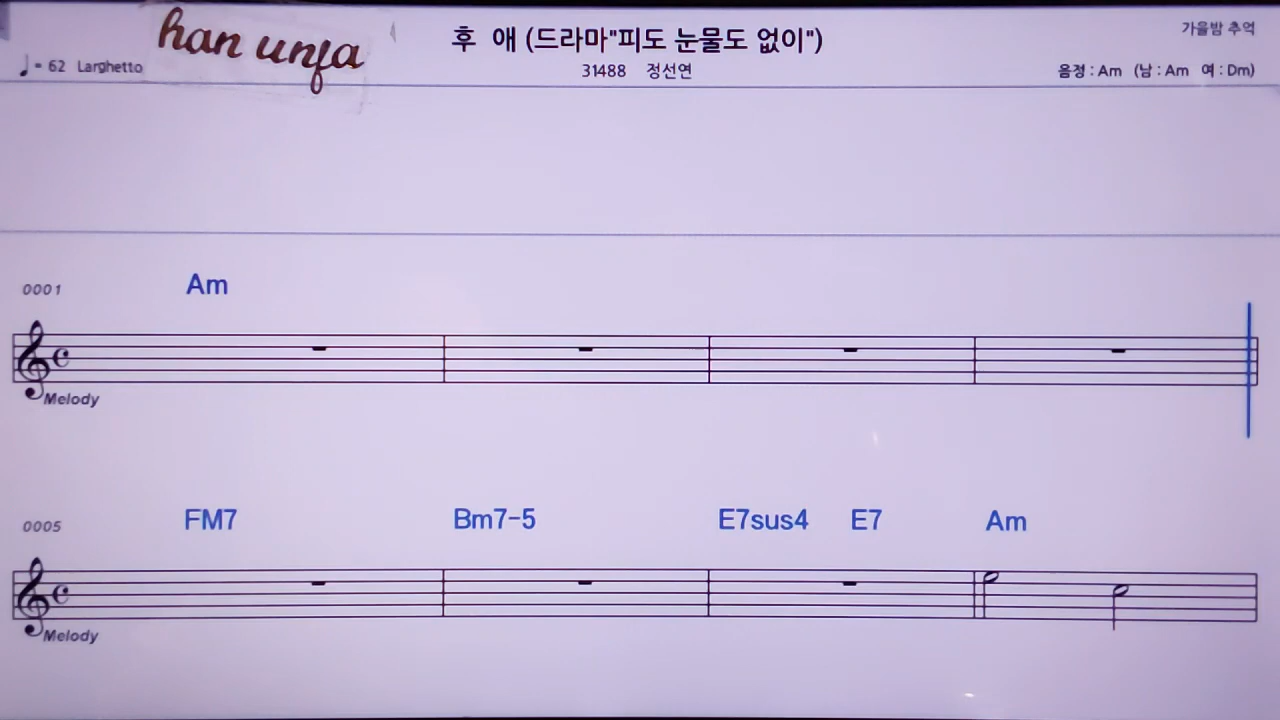 han unfa
후 애 (드라마"피도 눈물도 없이")
가을밤 추억
♩= 62 Larghetto
31488 정선연
음정 : Am (남 : Am 여 : Dm)
0001 Am
Melody
0005 FM7 Bm7-5 E7sus4 E7 Am
Melody